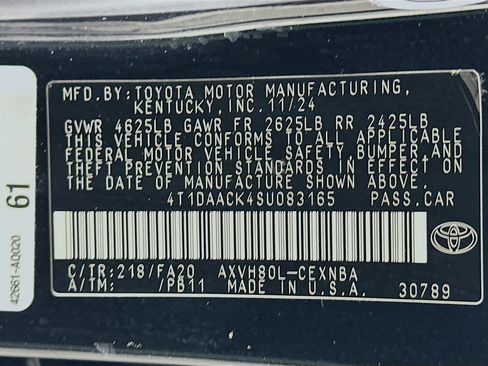 MFD. BY: TOYOTA MOTOR MANUFACTURING,
KENTUCKY, INC. 11/24
GVWR 4625LB GAWR FR 2625LB RR 2425LB
THIS VEHICLE CONFORMS TO ALL APPLICABLE
FEDERAL MOTOR VEHICLE SAFETY, BUMPER AND
THEFT PREVENTION STANDARDS IN EFFECT ON
THE DATE OF MANUFACTURE SHOWN ABOVE.
4T1DAACK4SU083165 PASS.CAR
C/TR:218/FA20 AXVH80L-CEXNBA
A/TM: /PB11 MADE IN U.S.A. 30789
61
42661-A0020